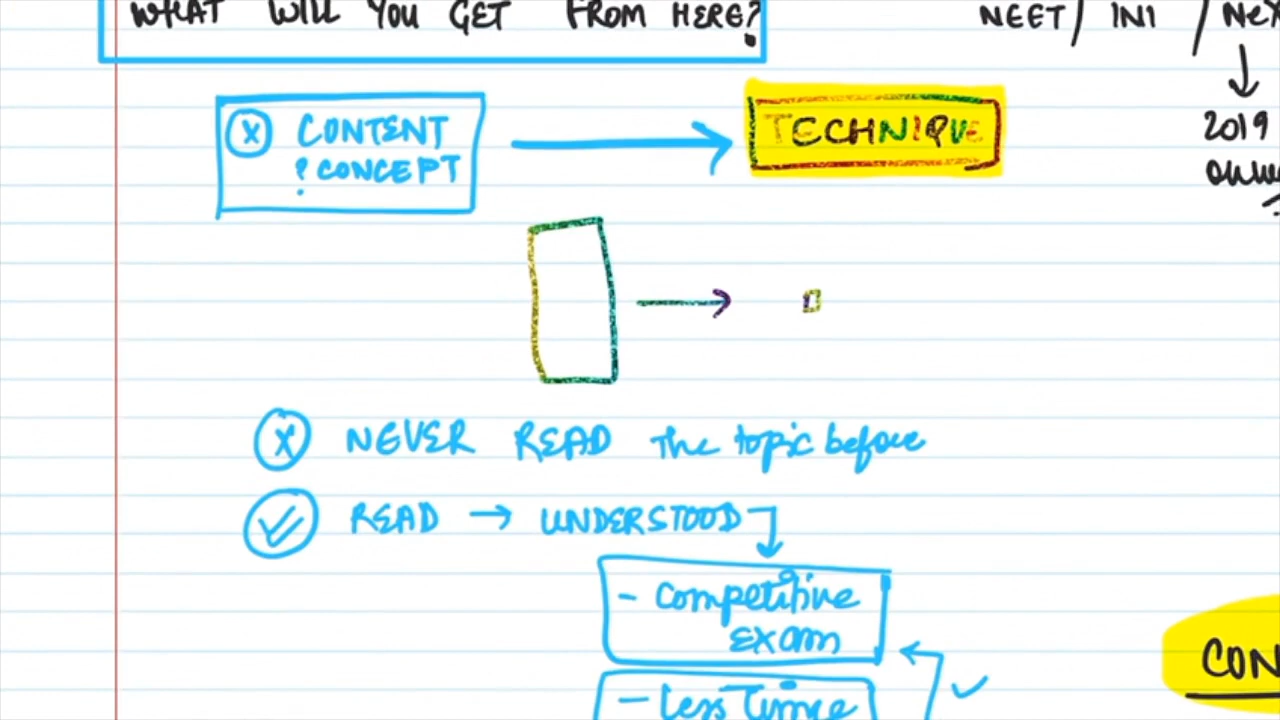 WHAT WILL YOU GET FROM HERE?
NEET / INI / NeX
2019
X CONTENT
? CONCEPT
TECHNIQUE
X NEVER READ the topic before
READ → UNDERSTOOD
- Competitive
EXAM
- Less Time
CON